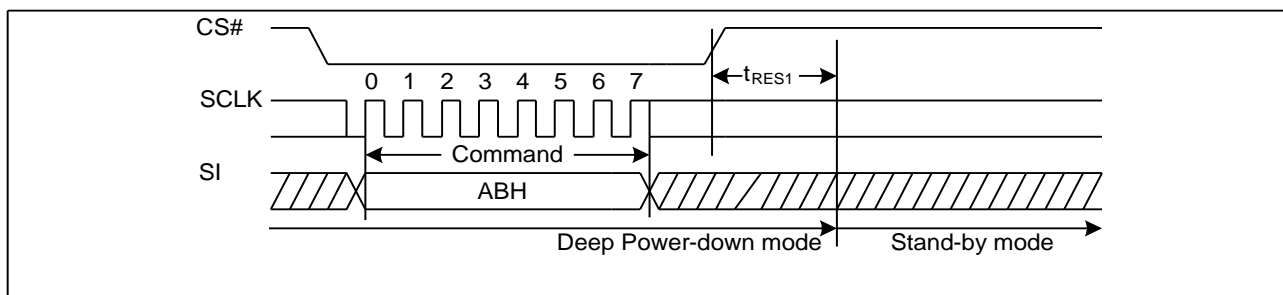 CS#
tRES1
0 1 2 3 4 5 6 7
SCLK
Command
SI
ABH
Deep Power-down mode Stand-by mode